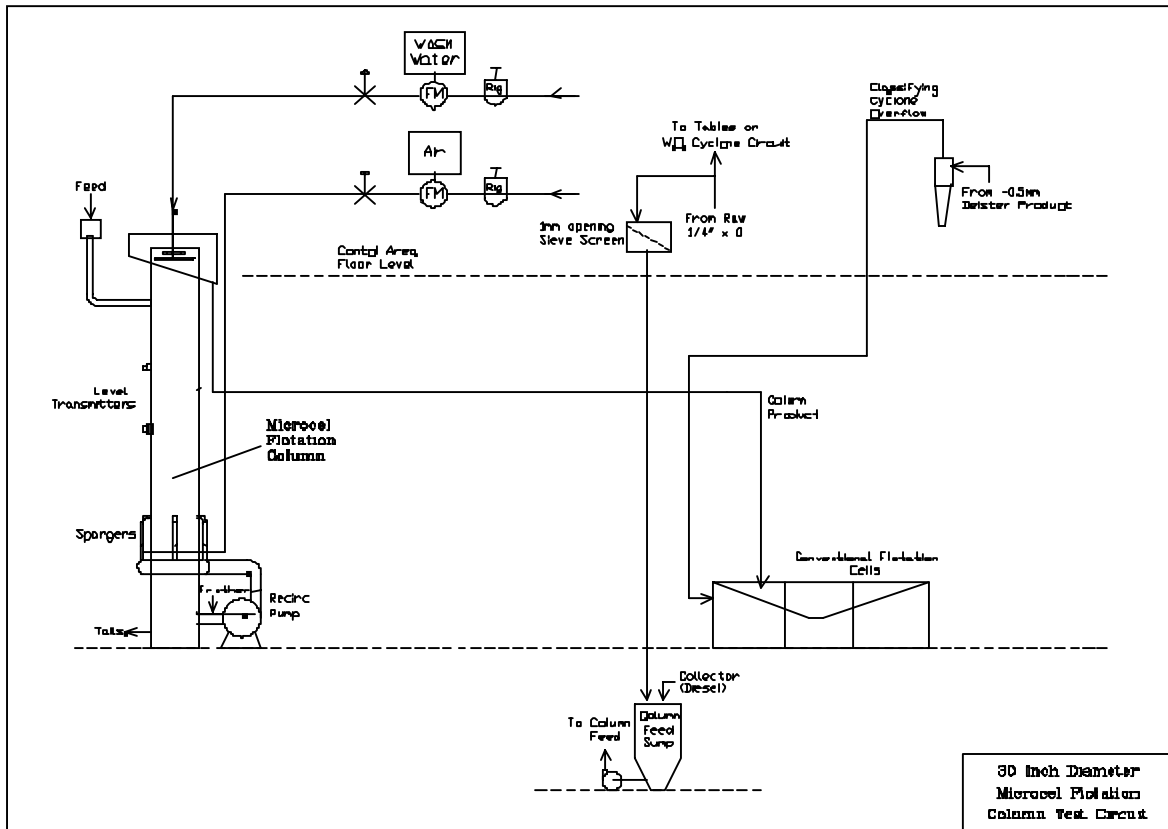 Wash
Water
FM
Rig
Air
FM
Rig
Feed
To Tables or
W.O. Cyclone Circuit
Classifying
Cyclone
Overflow
From -0.5mm
Deister Product
1mm opening
Sieve Screen
From Raw
1/4" x 0
Contol Area
Floor Level
Level
Transmitters
Column
Product
Microcel
Flotation
Column
Spargers
Conventional Flotation
Cells
Frother
Recirc
Pump
Tails
Collector
(Diesel)
To Column
Feed
Column
Feed
Sump
30 Inch Diameter
Microcel Flotation
Column Test Circuit